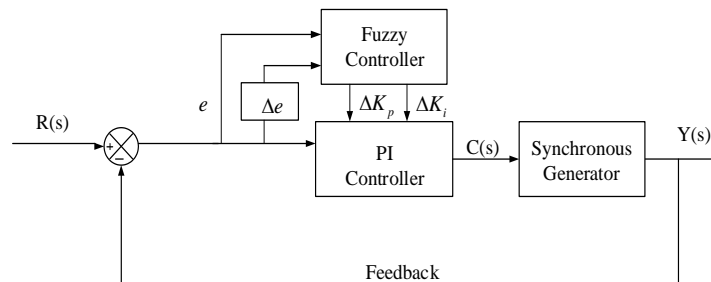 Fuzzy
Controller
e
Δe
ΔK_p
ΔK_i
R(s)
+
−
PI
Controller
C(s)
Synchronous
Generator
Y(s)
Feedback